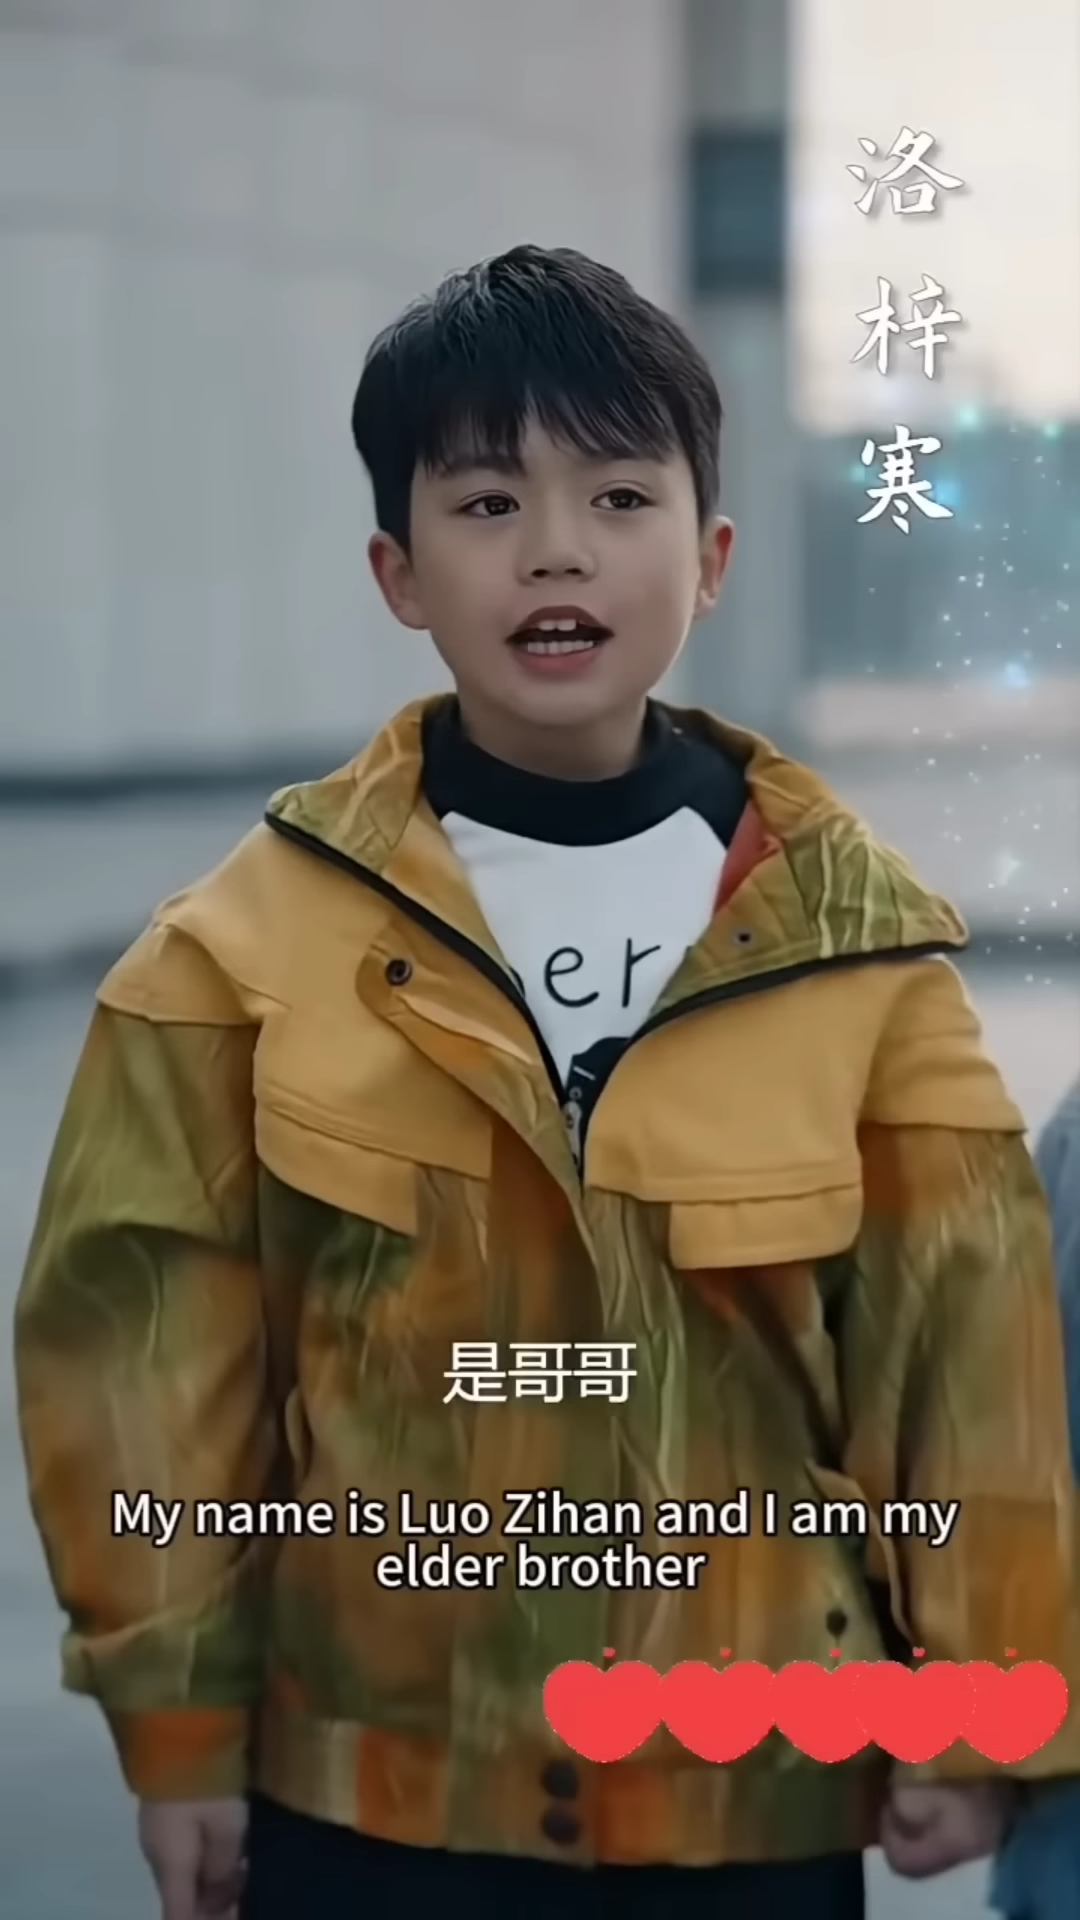 洛梓寒
er
是哥哥
My name is Luo Zihan and I am my
elder brother